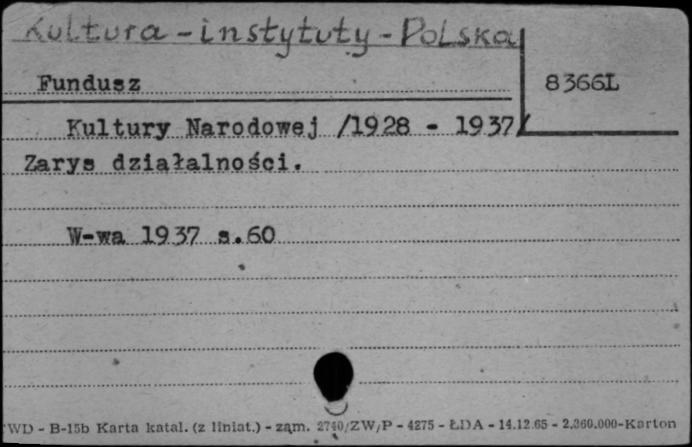 Kultura - instytuty - Polska
Fundusz
8366L
Kultury Narodowej /1928 - 1937/
Zarys działalności.
W-wa 1937 s.60
WD - B-15b Karta katal. (z liniat.) - zam. 2740/ZW/P - 4275 - ŁDA - 14.12.65 - 2.360.000-Karton